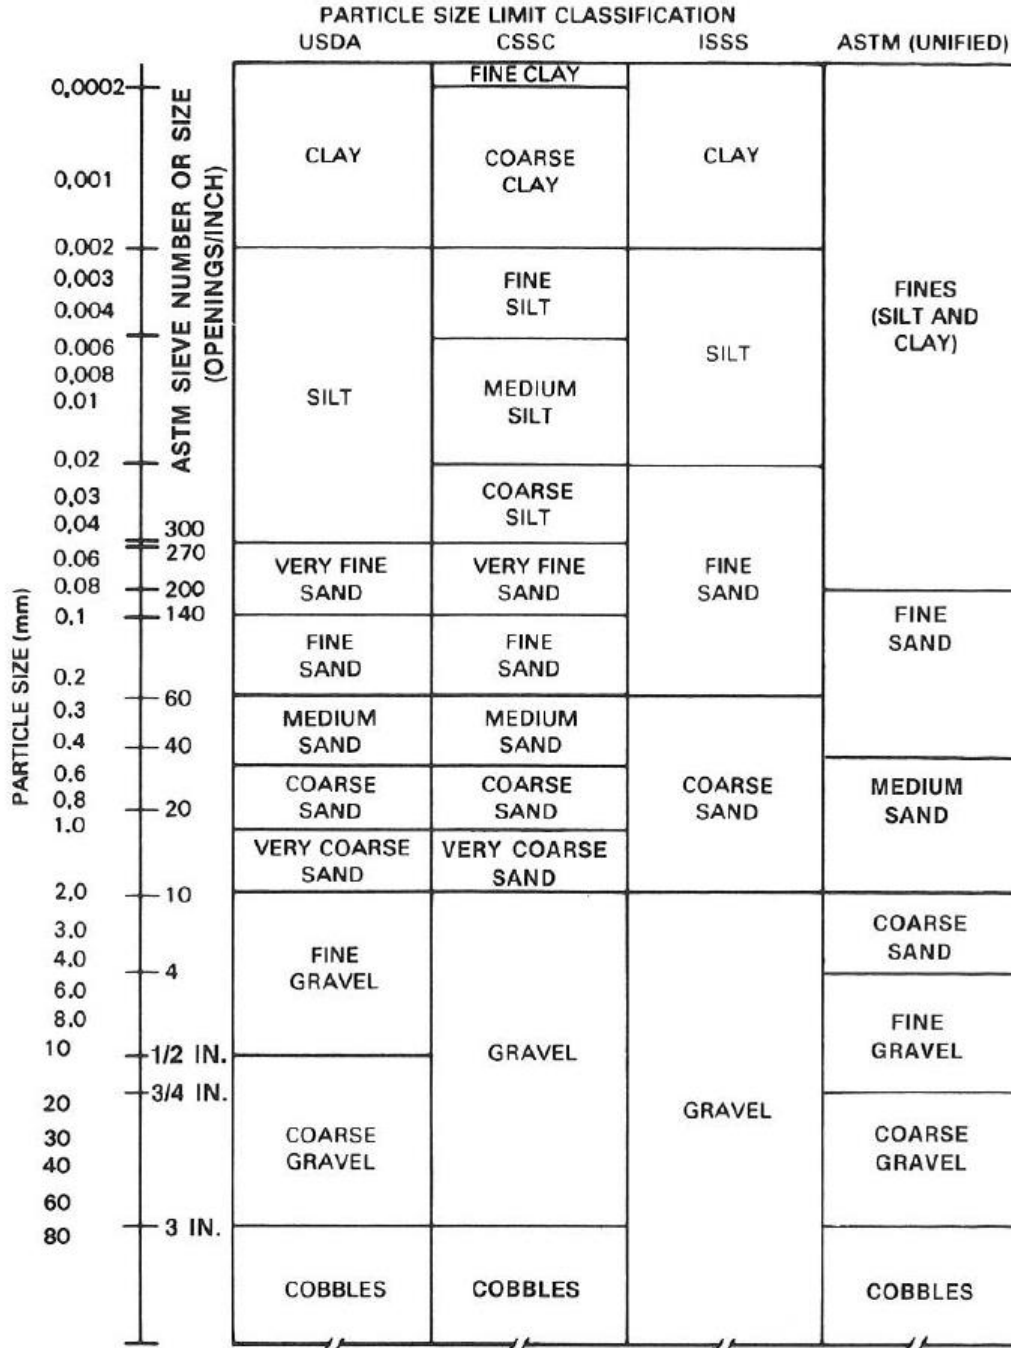 PARTICLE SIZE LIMIT CLASSIFICATION
USDA CSSC ISSS ASTM (UNIFIED)
PARTICLE SIZE (mm)
0.0002
0.001
0.002
0.003
0.004
0.006
0.008
0.01
0.02
0.03
0.04
0.06
0.08
0.1
0.2
0.3
0.4
0.6
0.8
1.0
2.0
3.0
4.0
6.0
8.0
10
20
30
40
60
80
ASTM SIEVE NUMBER OR SIZE
(OPENINGS/INCH)
300
270
200
140
60
40
20
10
4
1/2 IN.
3/4 IN.
3 IN.
CLAY
SILT
VERY FINE
SAND
FINE
SAND
MEDIUM
SAND
COARSE
SAND
VERY COARSE
SAND
FINE
GRAVEL
COARSE
GRAVEL
COBBLES
FINE CLAY
COARSE
CLAY
FINE
SILT
MEDIUM
SILT
COARSE
SILT
VERY FINE
SAND
FINE
SAND
MEDIUM
SAND
COARSE
SAND
VERY COARSE
SAND
GRAVEL
COBBLES
CLAY
SILT
FINE
SAND
COARSE
SAND
GRAVEL
FINES
(SILT AND
CLAY)
FINE
SAND
MEDIUM
SAND
COARSE
SAND
FINE
GRAVEL
COARSE
GRAVEL
COBBLES